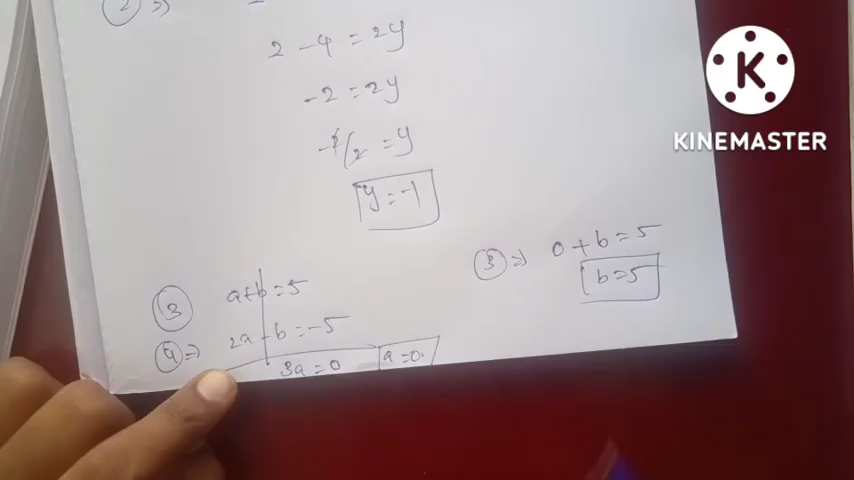 ② ⇒
2 - 4 = 2y
-2 = 2y
-2/2 = y
y = -1
③ a+b = 5
④ ⇒ 2a - b = -5
3a = 0 a = 0.
③ ⇒ 0 + b = 5
b = 5
K
KINEMASTER